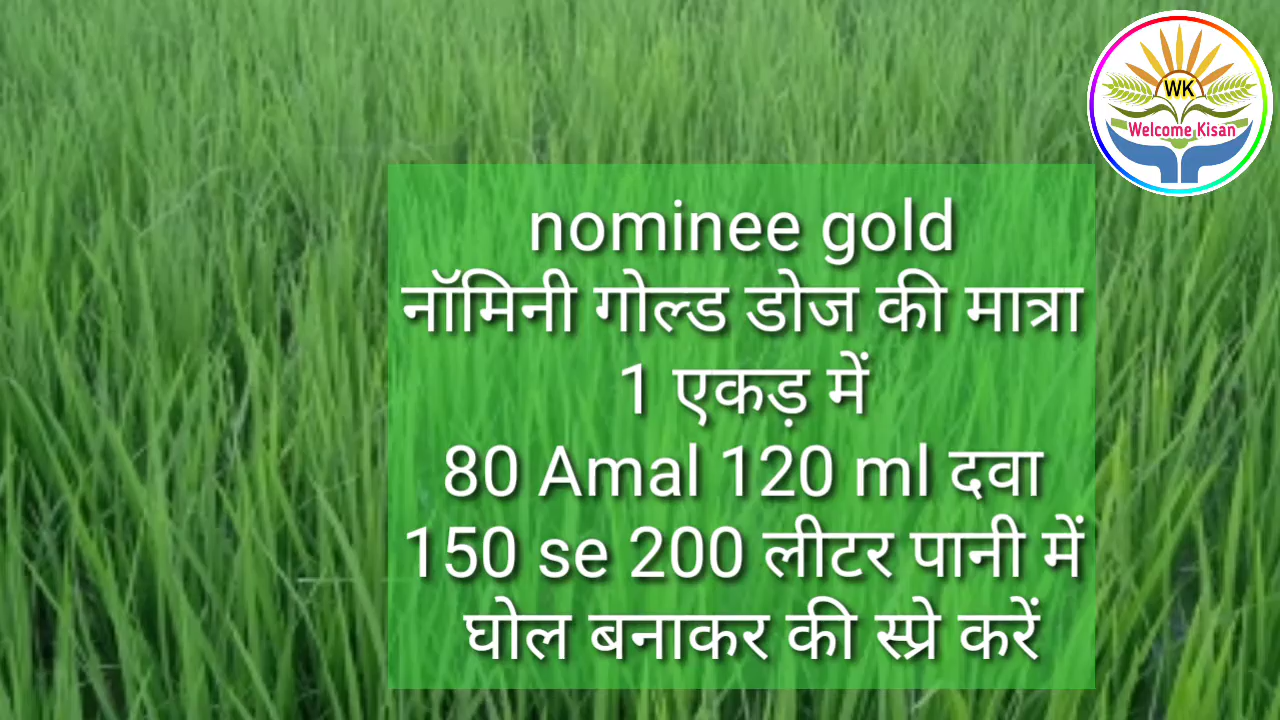 WK
Welcome Kisan
nominee gold
नॉमिनी गोल्ड डोज की मात्रा
1 एकड़ में
80 Amal 120 ml दवा
150 se 200 लीटर पानी में
घोल बनाकर की स्प्रे करें